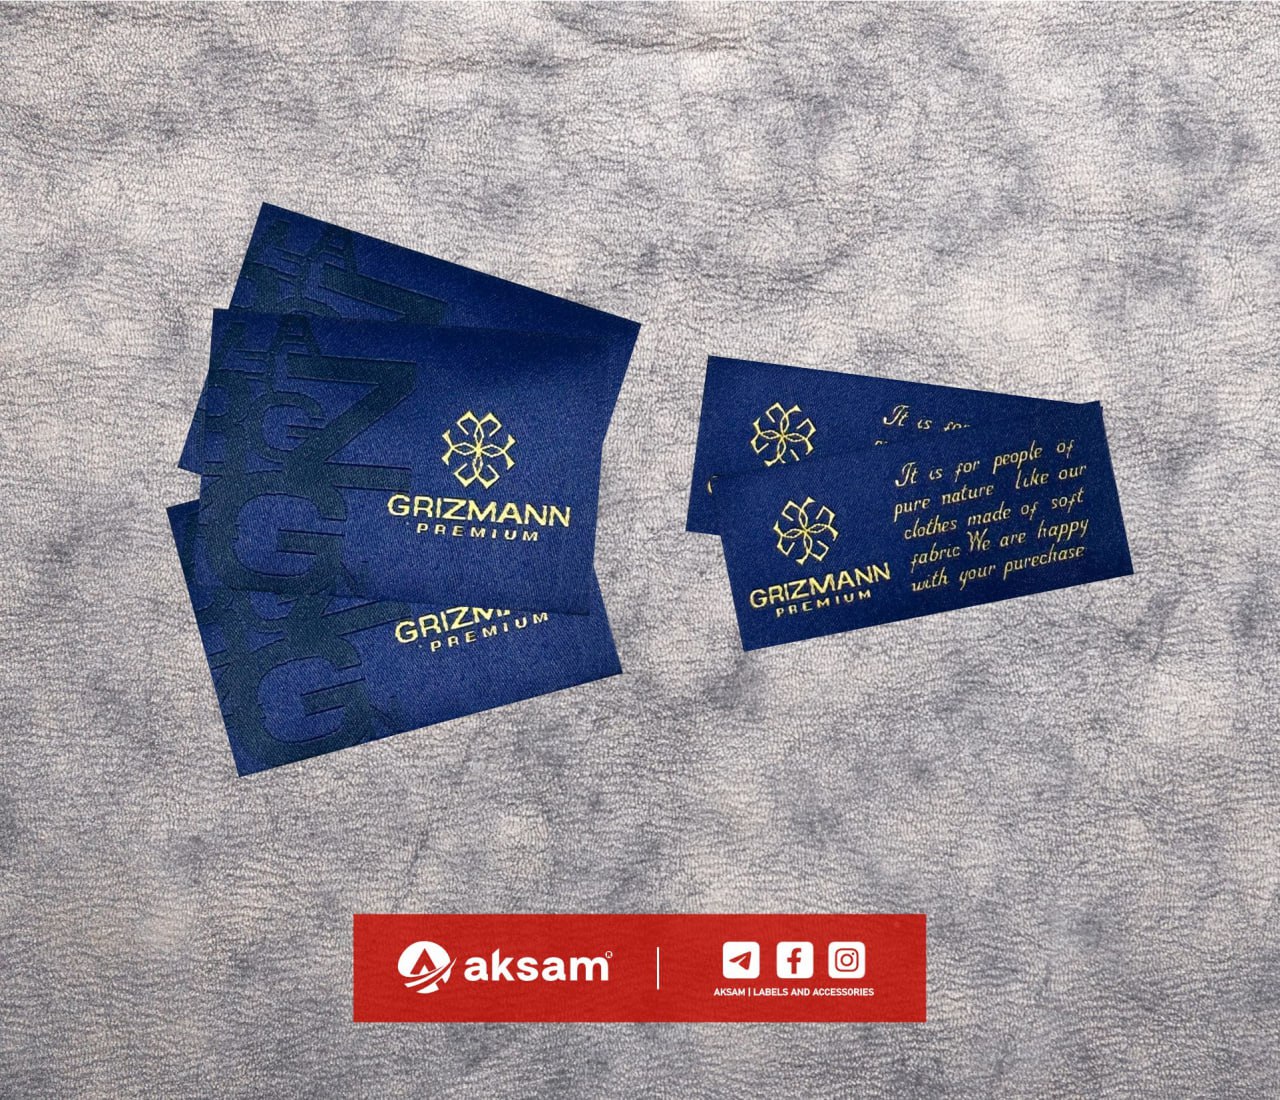 GRIZMANN
PREMIUM
GRIZM
PREMIUM
It is for
It is for people of
pure nature like our
clothes made of soft
fabric We are happy
with your purechase
GRIZMANN
PREMIUM
aksam®
AKSAM | LABELS AND ACCESSORIES